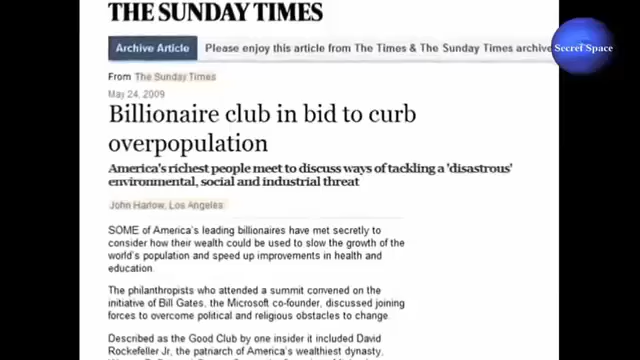 THE SUNDAY TIMES
Archive Article Please enjoy this article from The Times & The Sunday Times archive
Secret Space
From The Sunday Times
May 24, 2009
Billionaire club in bid to curb
overpopulation
America's richest people meet to discuss ways of tackling a 'disastrous'
environmental, social and industrial threat
John Harlow, Los Angeles
SOME of America's leading billionaires have met secretly to
consider how their wealth could be used to slow the growth of the
world's population and speed up improvements in health and
education.
The philanthropists who attended a summit convened on the
initiative of Bill Gates, the Microsoft co-founder, discussed joining
forces to overcome political and religious obstacles to change
Described as the Good Club by one insider it included David
Rockefeller Jr, the patriarch of America's wealthiest dynasty,